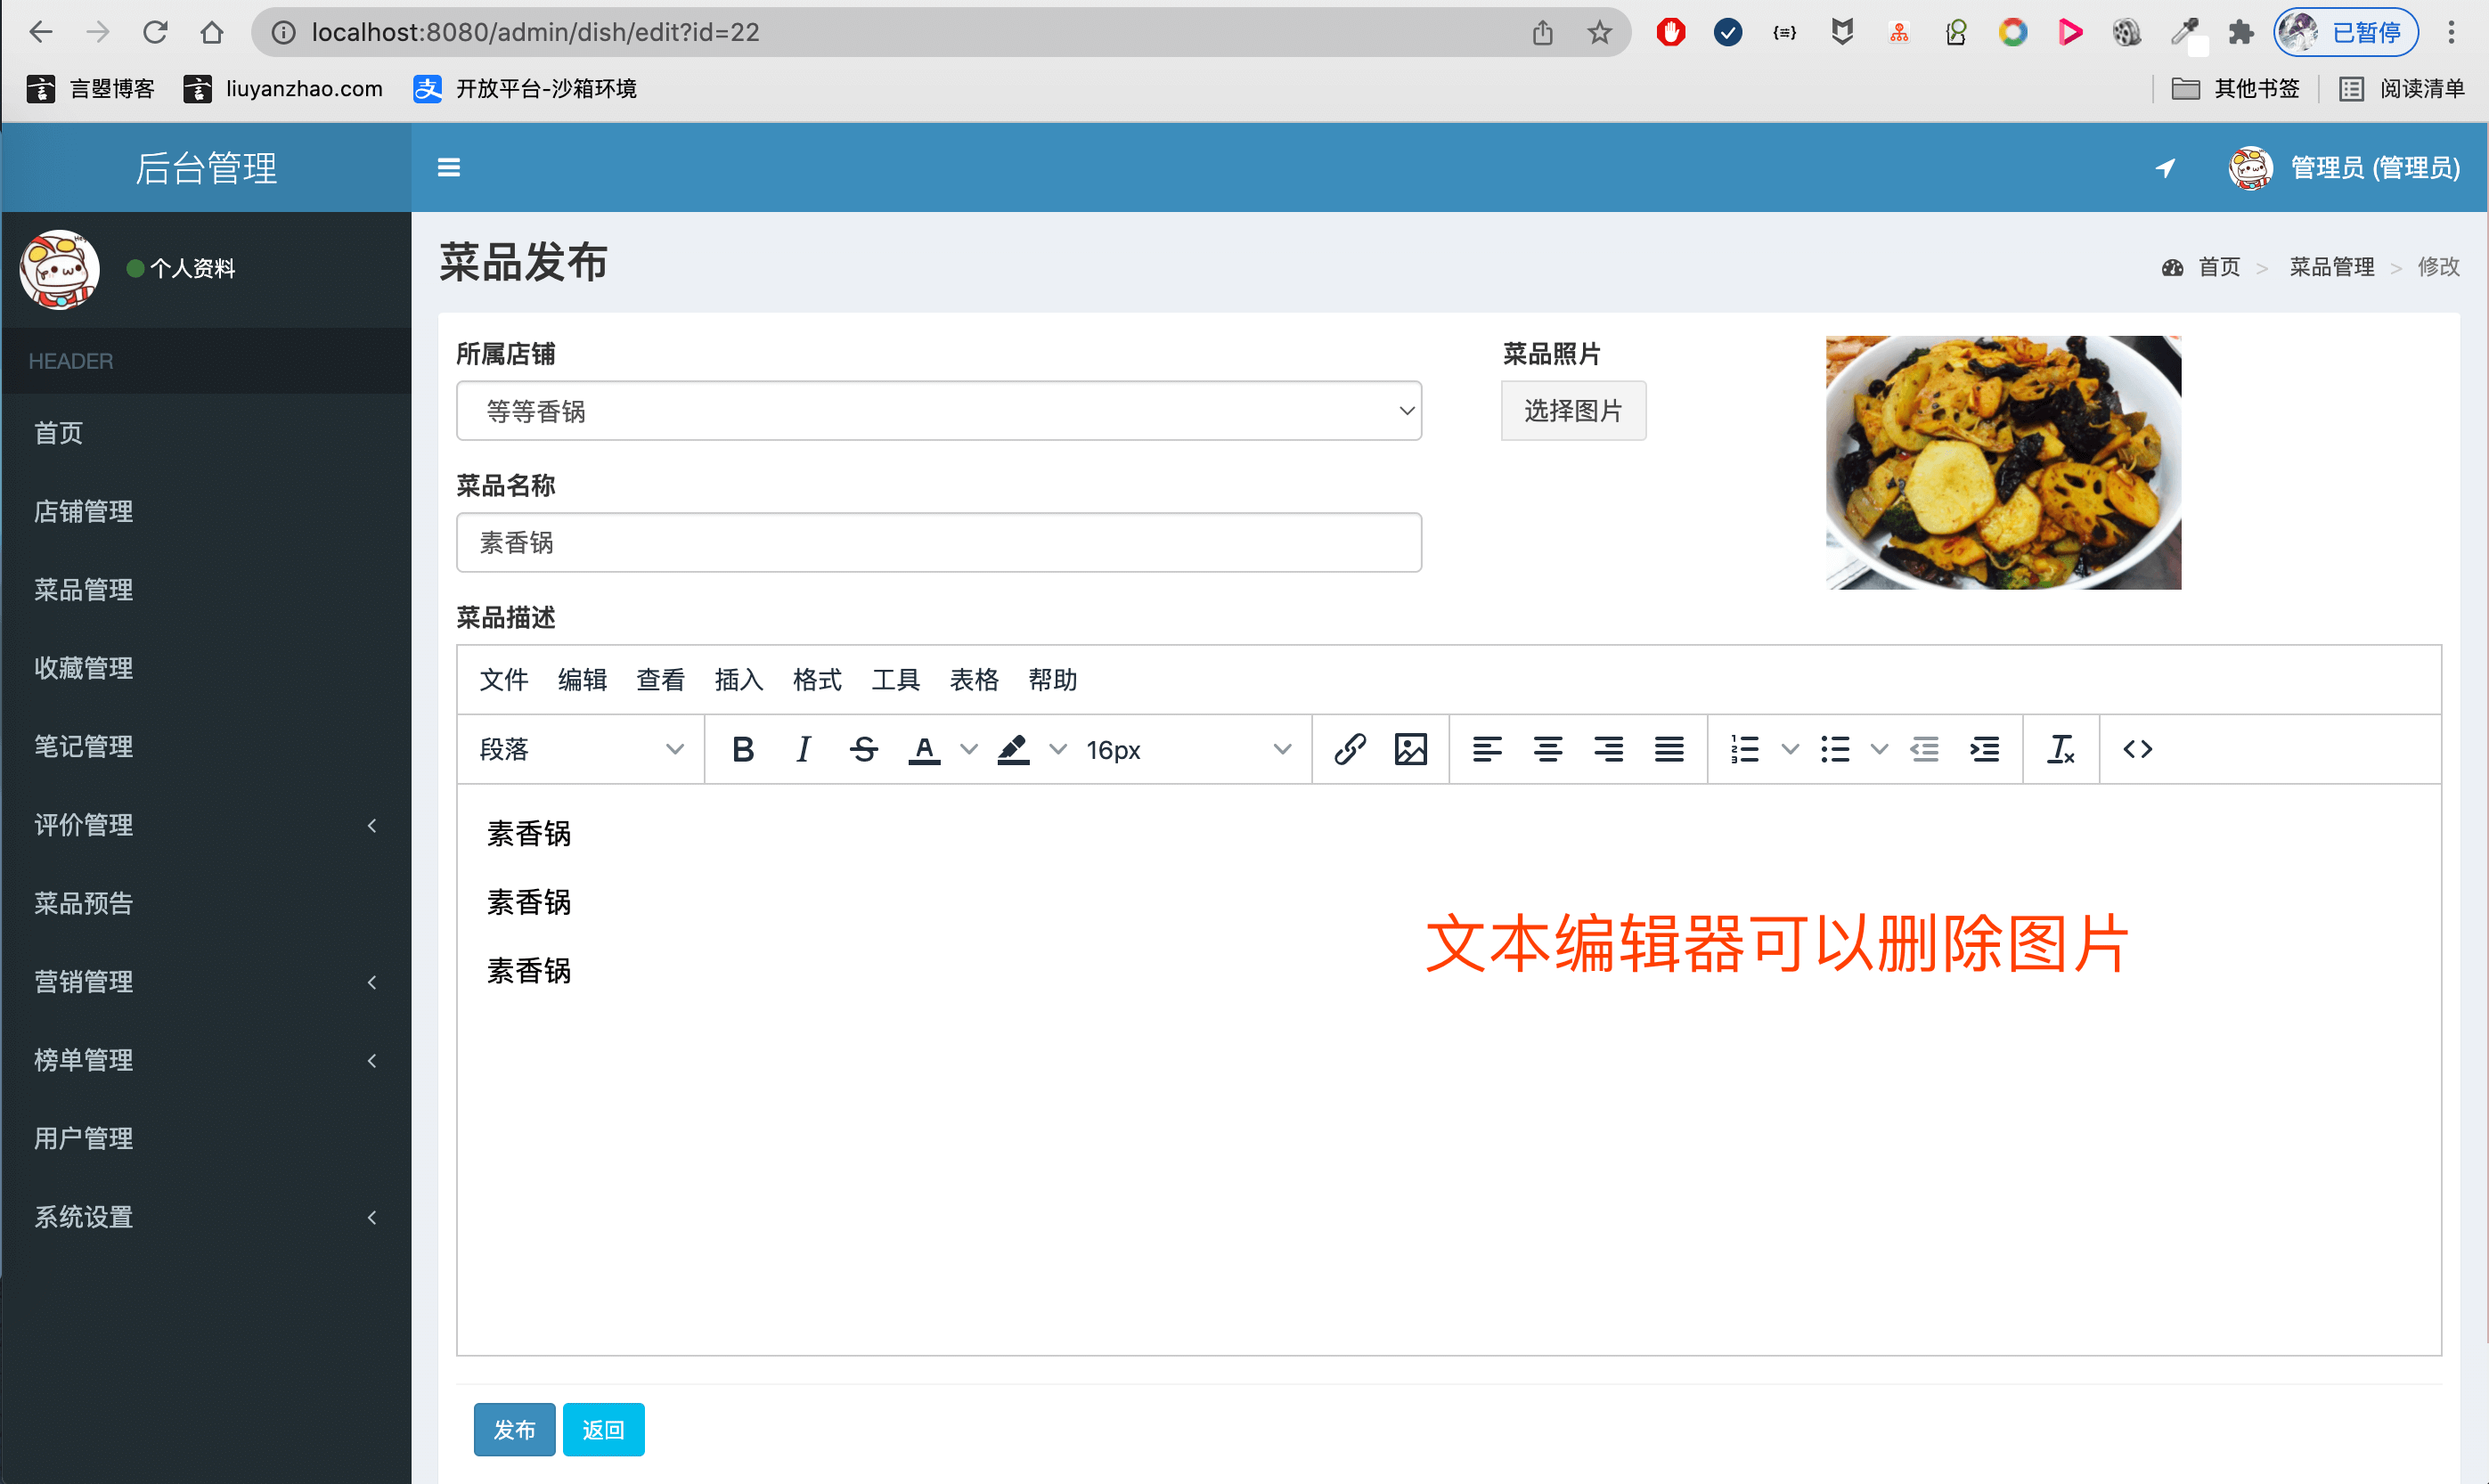 localhost:8080/admin/dish/edit?id=22
已暂停
言曌博客
liuyanzhao.com
开放平台-沙箱环境
其他书签
阅读清单
后台管理
管理员 (管理员)
个人资料
HEADER
首页
店铺管理
菜品管理
收藏管理
笔记管理
评价管理
菜品预告
营销管理
榜单管理
用户管理
系统设置
菜品发布
首页 > 菜品管理 > 修改
所属店铺
等等香锅
菜品照片
选择图片
菜品名称
素香锅
菜品描述
文件 编辑 查看 插入 格式 工具 表格 帮助
段落 B I S A 16px
素香锅
素香锅
素香锅
文本编辑器可以删除图片
发布 返回